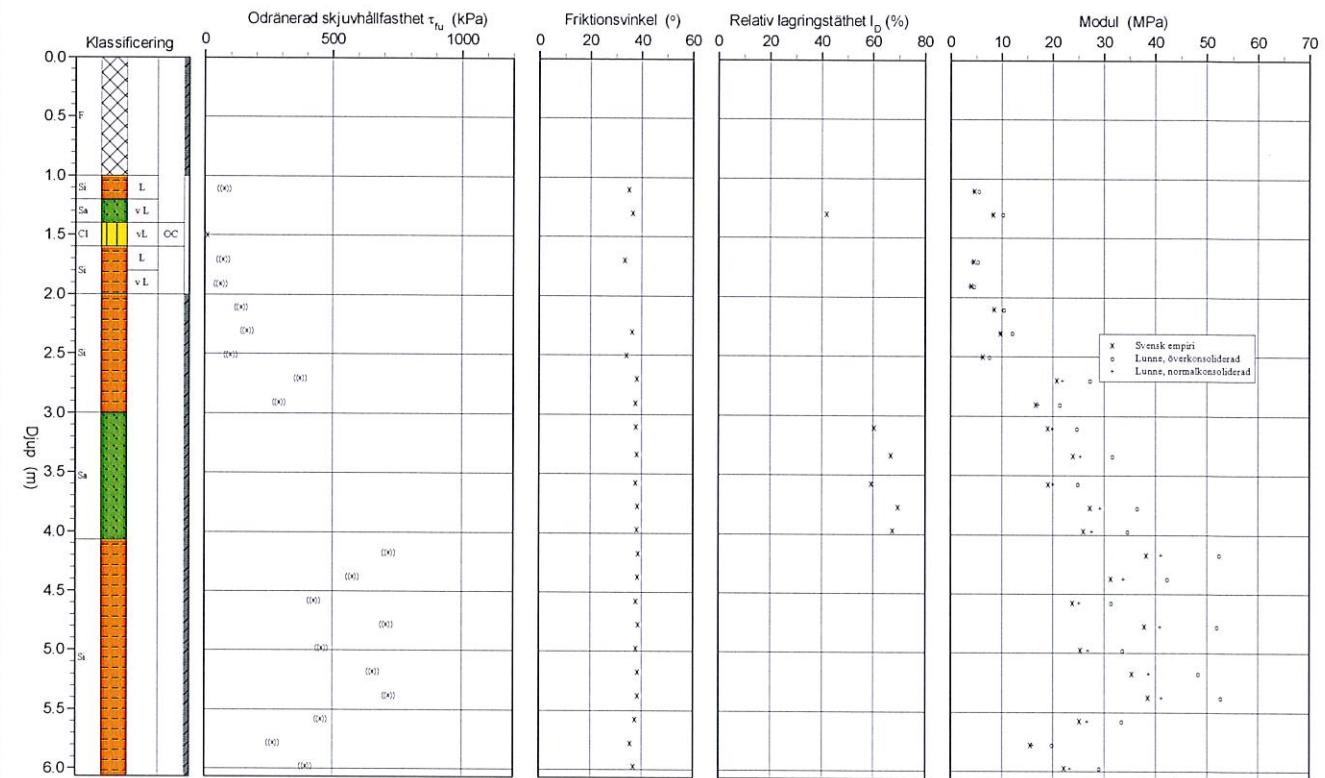 Odränerad skjuvhållfasthet τfu (kPa)
Friktionsvinkel (°)
Relativ lagringstäthet ID (%)
Modul (MPa)
Klassificering
0 500 1000
0 20 40 60
0 20 40 60 80
0 10 20 30 40 50 60 70
0.0
F
0.5
1.0
Si L
Sa v L
1.5
Cl vL OC
L
Si
v L
2.0
Si
2.5
3.0
Djup (m)
Sa
3.5
4.0
4.5
5.0
Si
5.5
6.0
x Svensk empiri
o Lunne, överkonsoliderad
+ Lunne, normalkonsoliderad